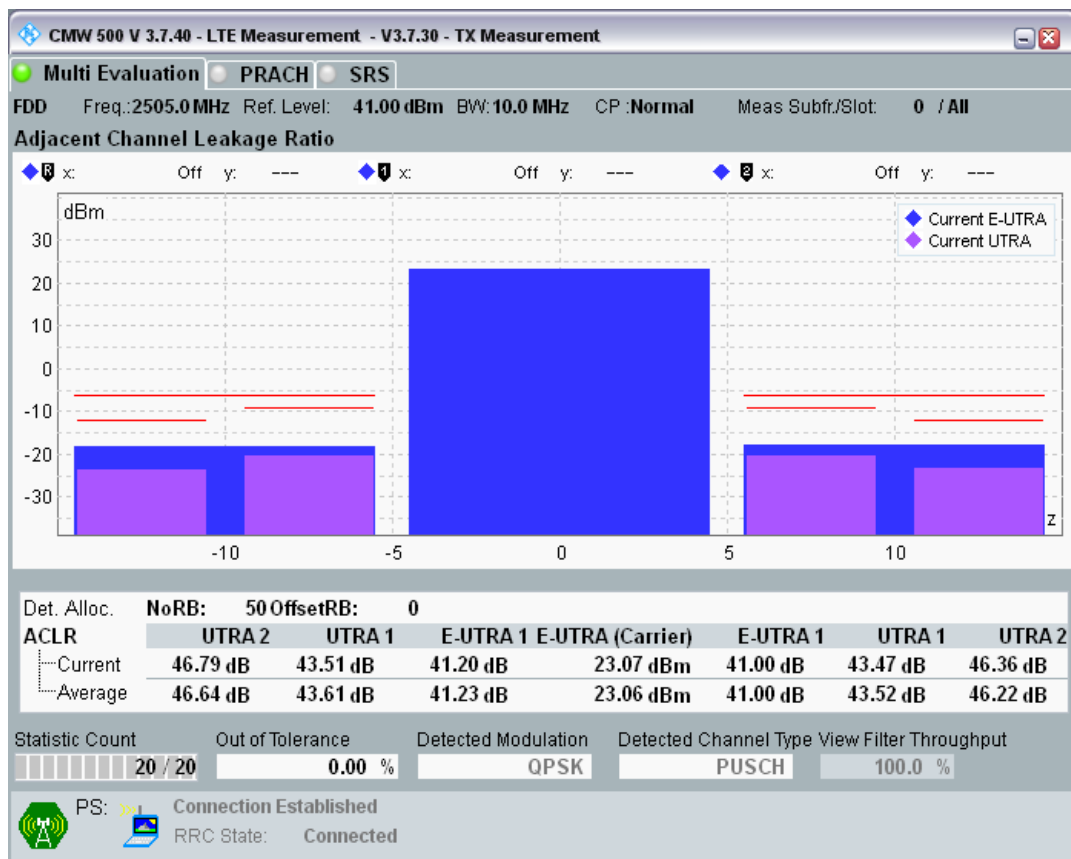 CMW 500 V 3.7.40 - LTE Measurement - V3.7.30 - TX Measurement
Multi Evaluation PRACH SRS
FDD Freq.:2505.0 MHz Ref. Level: 41.00 dBm BW: 10.0 MHz CP :Normal Meas Subfr./Slot: 0 / All
Adjacent Channel Leakage Ratio
R x: Off y: --- 1 x: Off y: --- 2 x: Off y: ---
dBm
Current E-UTRA
Current UTRA
30
20
10
0
-10
-20
-30
z
-10 -5 0 5 10
Det. Alloc. NoRB: 50 OffsetRB: 0
ACLR UTRA 2 UTRA 1 E-UTRA 1 E-UTRA (Carrier) E-UTRA 1 UTRA 1 UTRA 2
Current 46.79 dB 43.51 dB 41.20 dB 23.07 dBm 41.00 dB 43.47 dB 46.36 dB
Average 46.64 dB 43.61 dB 41.23 dB 23.06 dBm 41.00 dB 43.52 dB 46.22 dB
Statistic Count Out of Tolerance Detected Modulation Detected Channel Type View Filter Throughput
20 / 20 0.00 % QPSK PUSCH 100.0 %
PS: Connection Established
RRC State: Connected